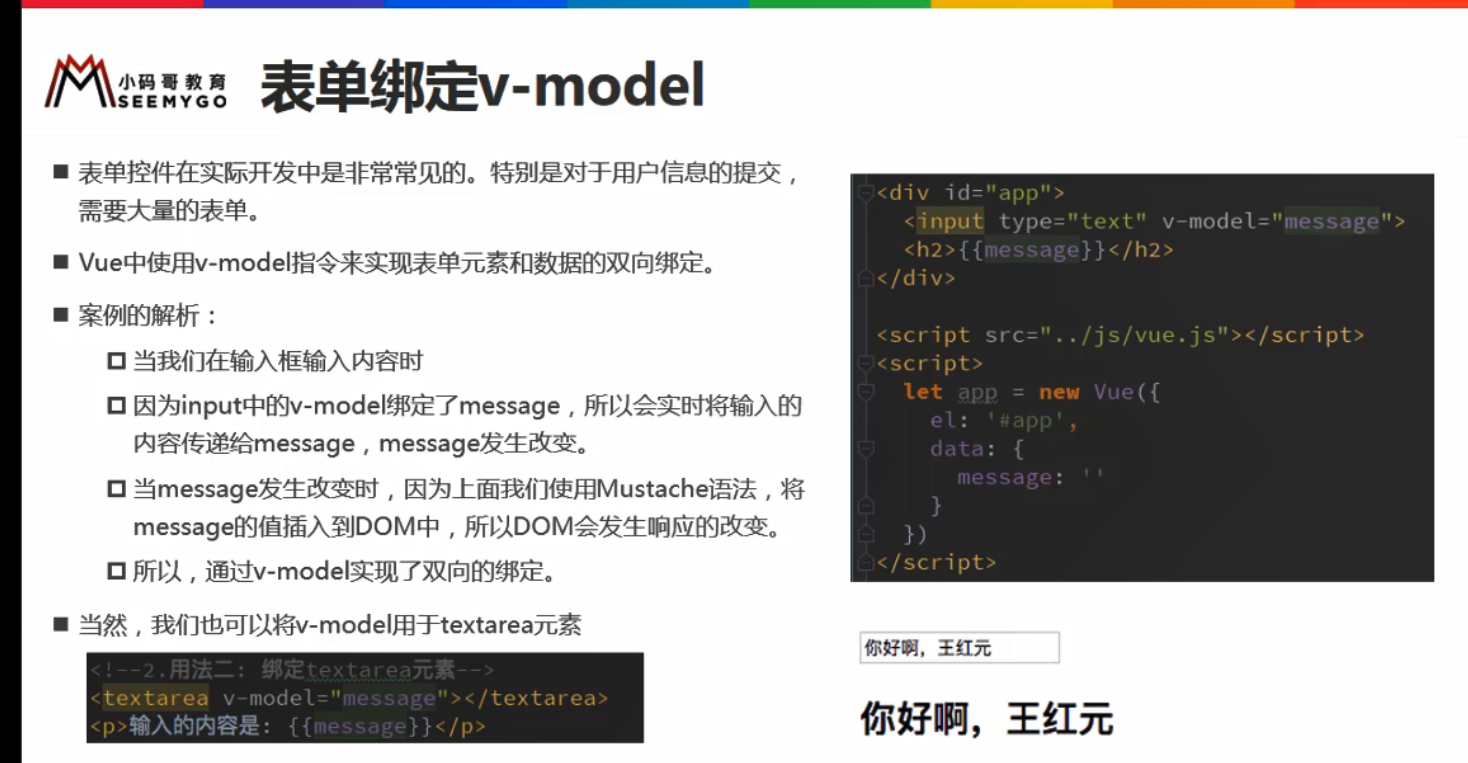 小码哥教育
SEEMYGO
表单绑定v-model
表单控件在实际开发中是非常常见的。特别是对于用户信息的提交，
需要大量的表单。
Vue中使用v-model指令来实现表单元素和数据的双向绑定。
案例的解析：
当我们在输入框输入内容时
因为input中的v-model绑定了message，所以会实时将输入的
内容传递给message，message发生改变。
当message发生改变时，因为上面我们使用Mustache语法，将
message的值插入到DOM中，所以DOM会发生响应的改变。
所以，通过v-model实现了双向的绑定。
当然，我们也可以将v-model用于textarea元素
<!--2.用法二: 绑定textarea元素-->
<textarea v-model="message"></textarea>
<p>输入的内容是: {{message}}</p>
<div id="app">
<input type="text" v-model="message">
<h2>{{message}}</h2>
</div>
<script src="../js/vue.js"></script>
<script>
let app = new Vue({
el: '#app',
data: {
message: ''
}
})
</script>
你好啊，王红元
你好啊，王红元